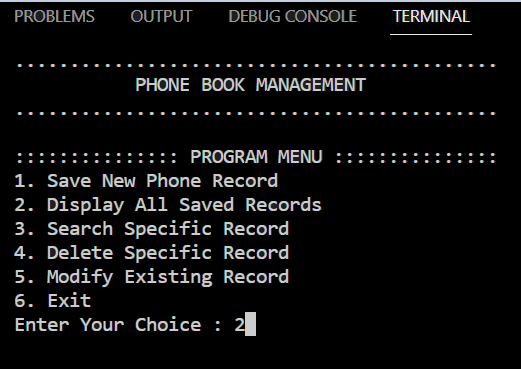 PROBLEMS OUTPUT DEBUG CONSOLE TERMINAL
............................................
PHONE BOOK MANAGEMENT
............................................
::::::::::::::: PROGRAM MENU :::::::::::::::
1. Save New Phone Record
2. Display All Saved Records
3. Search Specific Record
4. Delete Specific Record
5. Modify Existing Record
6. Exit
Enter Your Choice : 2